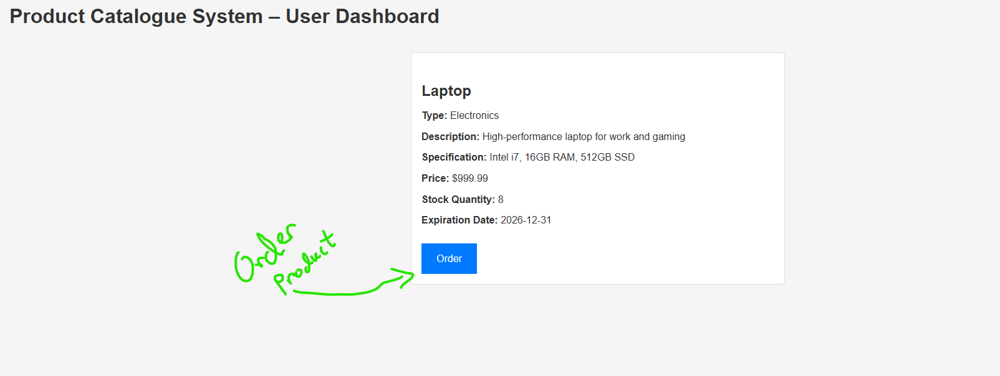 Product Catalogue System – User Dashboard
Laptop
Type: Electronics
Description: High-performance laptop for work and gaming
Specification: Intel i7, 16GB RAM, 512GB SSD
Price: $999.99
Stock Quantity: 8
Expiration Date: 2026-12-31
Order
Product
Order